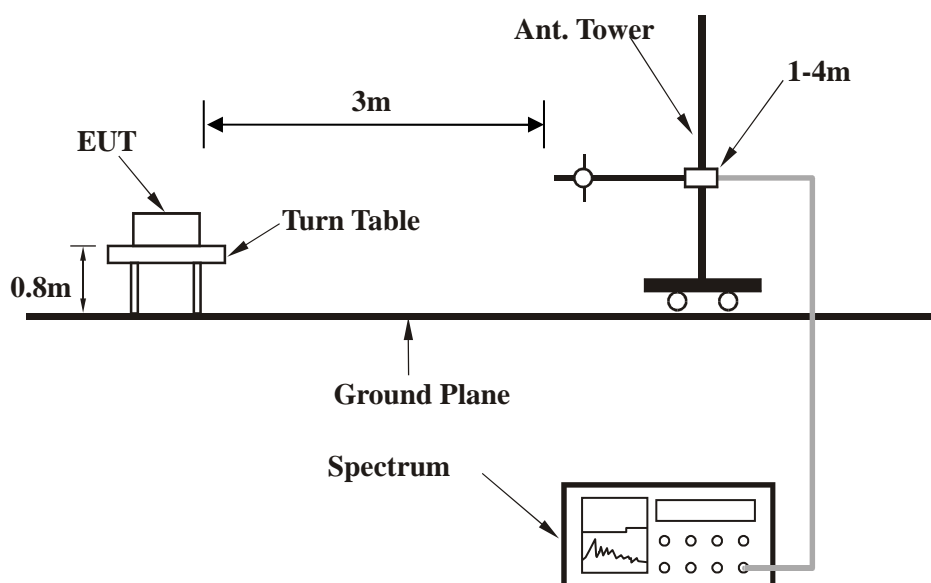 Ant. Tower
1-4m
3m
EUT
Turn Table
0.8m
Ground Plane
Spectrum